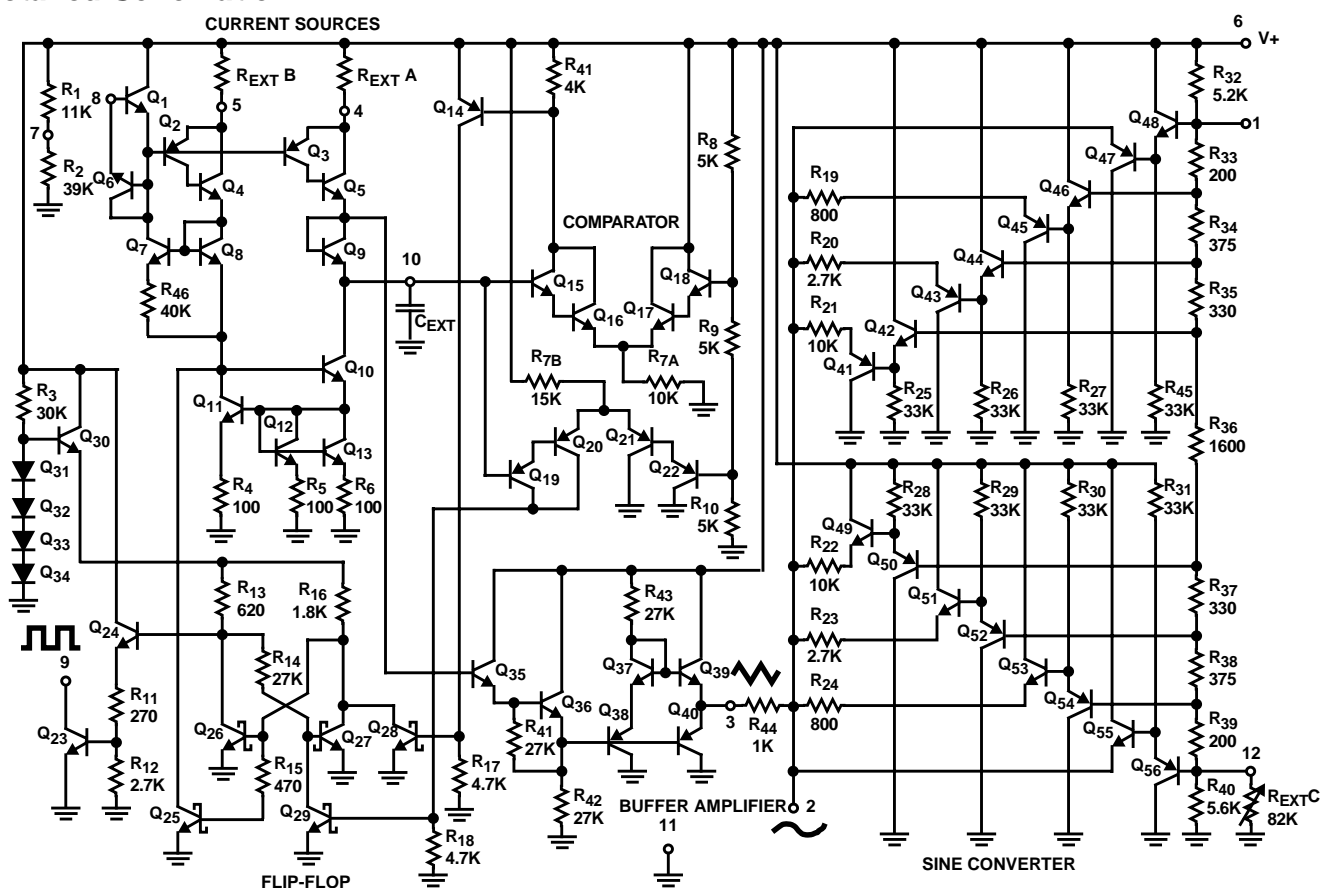 CURRENT SOURCES
6
V+
R1
11K
8
7
R2
39K
Q1
Q2
REXT B
5
REXT A
4
Q3
Q4
Q5
Q6
Q7
Q8
Q9
R46
40K
Q14
R41
4K
COMPARATOR
10
CEXT
Q15
Q16
Q17
Q18
R8
5K
R9
5K
R7B
15K
R7A
10K
Q10
Q11
Q12
Q13
R4
100
R5
100
R6
100
Q19
Q20
Q21
Q22
R10
5K
R3
30K
Q30
Q31
Q32
Q33
Q34
R13
620
R16
1.8K
R14
27K
Q24
9
R11
270
Q23
R12
2.7K
Q26
R15
470
Q27
Q28
Q25
Q29
R17
4.7K
R18
4.7K
FLIP-FLOP
Q35
Q36
R41
27K
R42
27K
R43
27K
Q37
Q38
Q39
Q40
3
R44
1K
BUFFER AMPLIFIER
2
11
R32
5.2K
1
Q48
Q47
R33
200
R19
800
Q46
Q45
R34
375
R20
2.7K
Q44
Q43
R35
330
R21
10K
Q42
Q41
R25
33K
R26
33K
R27
33K
R45
33K
R36
1600
R28
33K
R29
33K
R30
33K
R31
33K
Q49
R22
10K
Q50
Q51
R37
330
R23
2.7K
Q52
Q53
R38
375
R24
800
Q54
Q55
R39
200
Q56
12
R40
5.6K
REXTC
82K
SINE CONVERTER